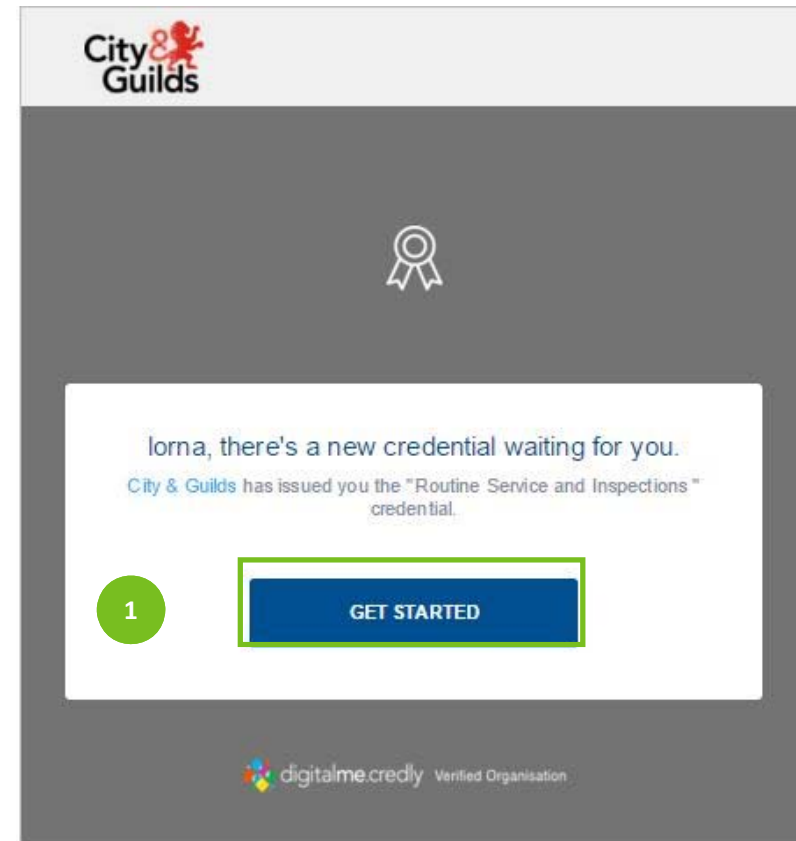 City&
Guilds
lorna, there's a new credential waiting for you.
City & Guilds has issued you the "Routine Service and Inspections "
credential.
1
GET STARTED
digitalme.credly Verified Organisation